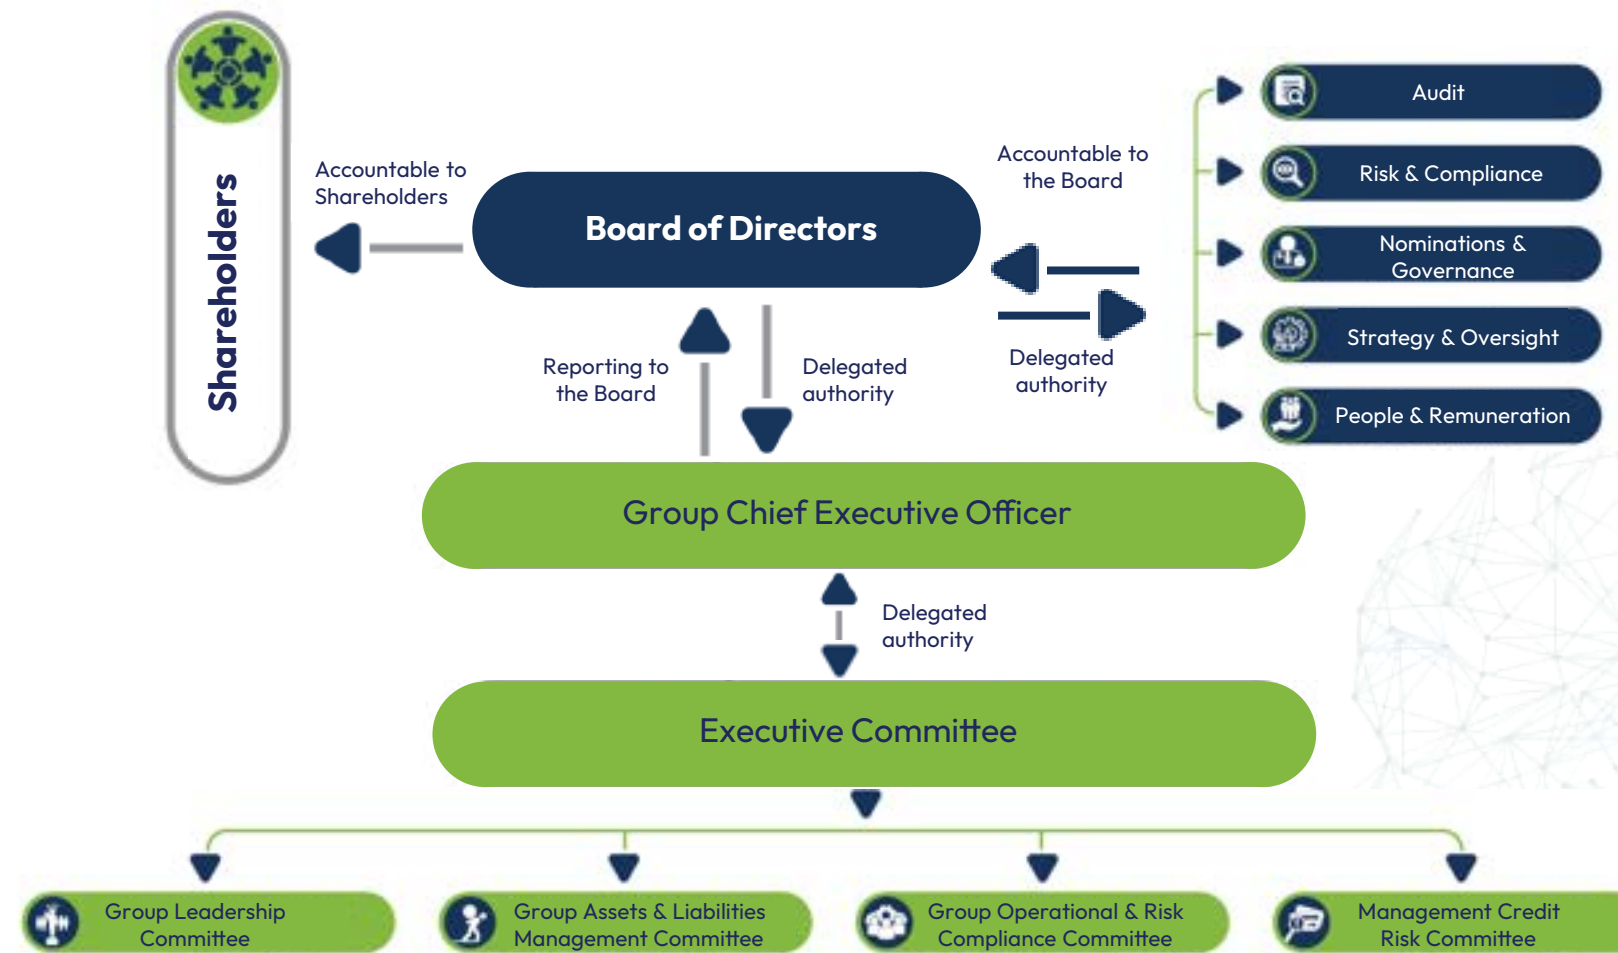 Shareholders
Accountable to
Shareholders
Board of Directors
Accountable to
the Board
Delegated
authority
Audit
Risk & Compliance
Nominations &
Governance
Strategy & Oversight
People & Remuneration
Reporting to
the Board
Delegated
authority
Group Chief Executive Officer
Delegated
authority
Executive Committee
Group Leadership
Committee
Group Assets & Liabilities
Management Committee
Group Operational & Risk
Compliance Committee
Management Credit
Risk Committee